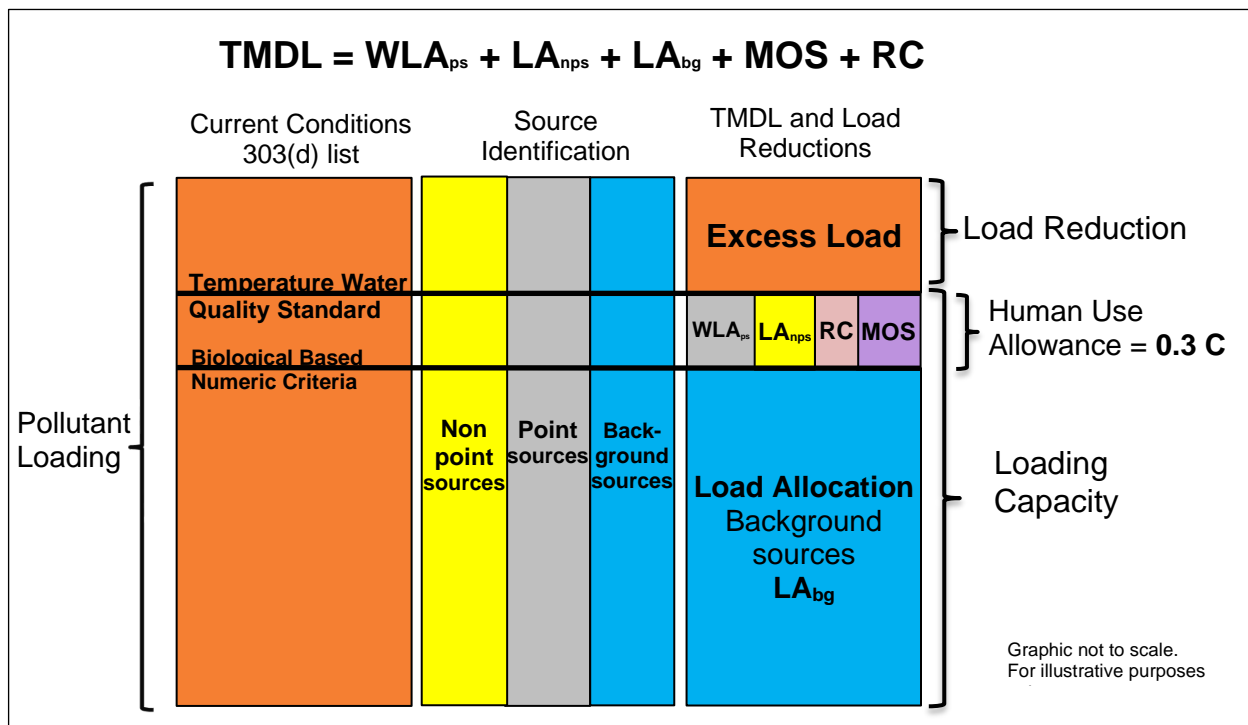 TMDL = WLAps + LAnps + LAbg + MOS + RC
Current Conditions
303(d) list
Source
Identification
TMDL and Load
Reductions
Pollutant
Loading
Temperature Water
Quality Standard
Biological Based
Numeric Criteria
Non
point
sources
Point
sources
Back-
ground
sources
Excess Load
WLAps
LAnps
RC
MOS
Load Allocation
Background
sources
LAbg
Load Reduction
Human Use
Allowance = 0.3 C
Loading
Capacity
Graphic not to scale.
For illustrative purposes